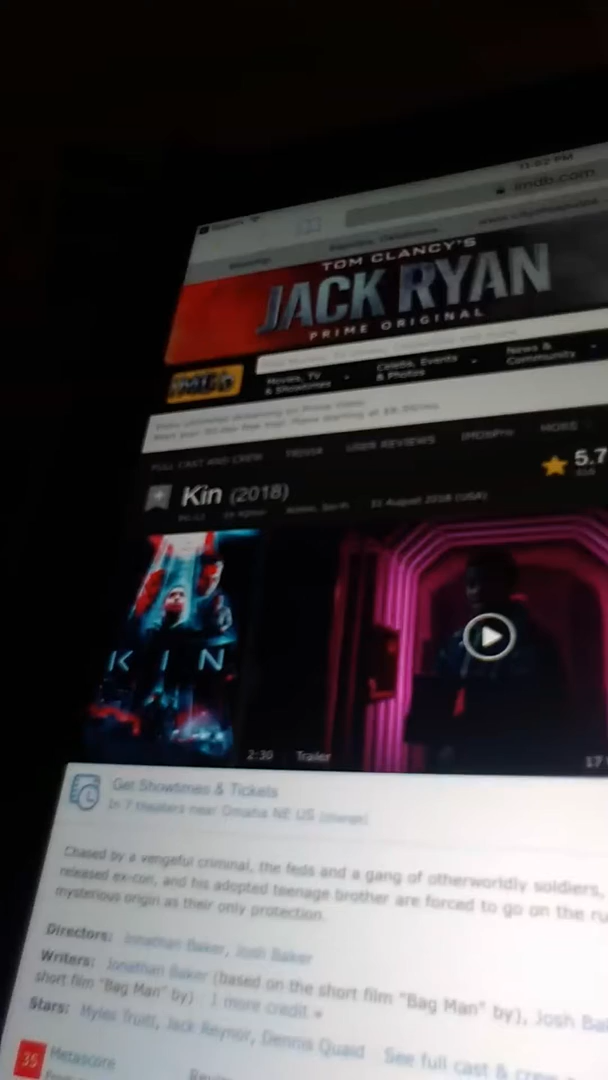 11:02 PM
imdb.com
TOM CLANCY'S
JACK RYAN
PRIME ORIGINAL
Movies, TV & Showtimes
Celebs, Events & Photos
News & Community
FULL CAST AND CREW TRIVIA USER REVIEWS IMDbPro MORE
Kin (2018)
5.7
31 August 2018 (USA)
K I N
2:30 Trailer
17
Get Showtimes & Tickets
In 7 theaters near Omaha NE US
Chased by a vengeful criminal, the feds and a gang of otherworldly soldiers,
released ex-con, and his adopted teenage brother are forced to go on the ru
mysterious origin as their only protection.
Directors: Jonathan Baker, Josh Baker
Writers: Jonathan Baker (based on the short film "Bag Man" by), Josh Ba
short film "Bag Man" by) 1 more credit »
Stars: Myles Truitt, Jack Reynor, Dennis Quaid See full cast & crew
35 Metascore